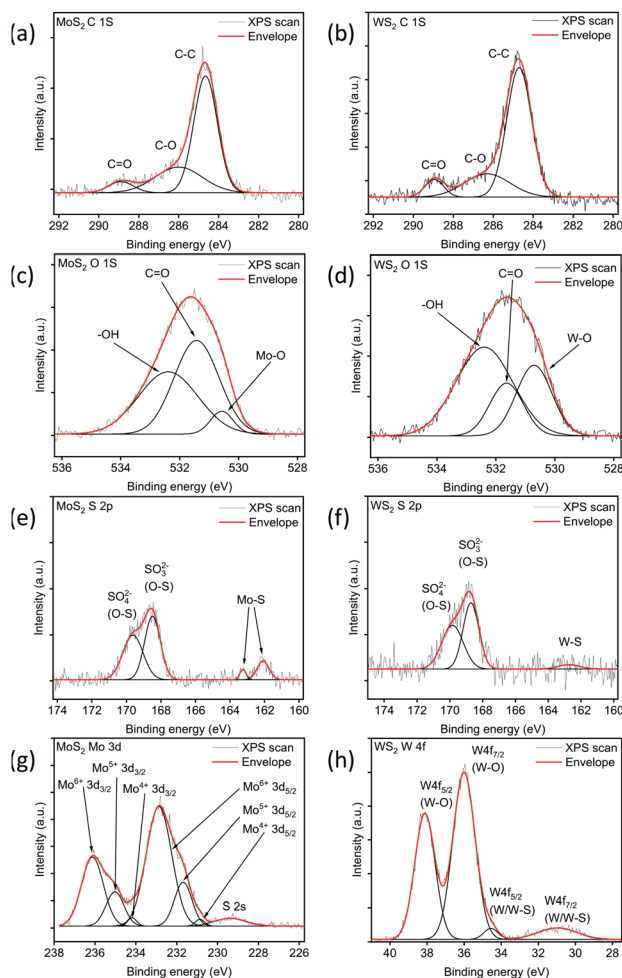 (a)
MoS₂ C 1S
XPS scan
Envelope
C-C
C-O
C=O
Intensity (a.u.)
292 290 288 286 284 282 280
Binding energy (eV)
(b)
WS₂ C 1S
XPS scan
Envelope
C-C
C-O
C=O
Intensity (a.u.)
292 290 288 286 284 282 280
Binding energy (eV)
(c)
MoS₂ O 1S
XPS scan
Envelope
C=O
-OH
Mo-O
Intensity (a.u.)
536 534 532 530 528
Binding energy (eV)
(d)
WS₂ O 1S
XPS scan
Envelope
C=O
-OH
W-O
Intensity (a.u.)
536 534 532 530 528
Binding energy (eV)
(e)
MoS₂ S 2p
XPS scan
Envelope
SO₃²⁻
(O-S)
SO₄²⁻
(O-S)
Mo-S
Intensity (a.u.)
174 172 170 168 166 164 162 160
Binding energy (eV)
(f)
WS₂ S 2p
XPS scan
Envelope
SO₃²⁻
(O-S)
SO₄²⁻
(O-S)
W-S
Intensity (a.u.)
174 172 170 168 166 164 162 160
Binding energy (eV)
(g)
MoS₂ Mo 3d
XPS scan
Envelope
Mo⁵⁺ 3d₃/₂
Mo⁶⁺ 3d₃/₂
Mo⁴⁺ 3d₃/₂
Mo⁶⁺ 3d₅/₂
Mo⁵⁺ 3d₅/₂
Mo⁴⁺ 3d₅/₂
S 2s
Intensity (a.u.)
238 236 234 232 230 228 226
Binding energy (eV)
(h)
WS₂ W 4f
XPS scan
Envelope
W4f₇/₂
(W-O)
W4f₅/₂
(W-O)
W4f₅/₂
(W/W-S)
W4f₇/₂
(W/W-S)
Intensity (a.u.)
40 38 36 34 32 30 28
Binding energy (eV)